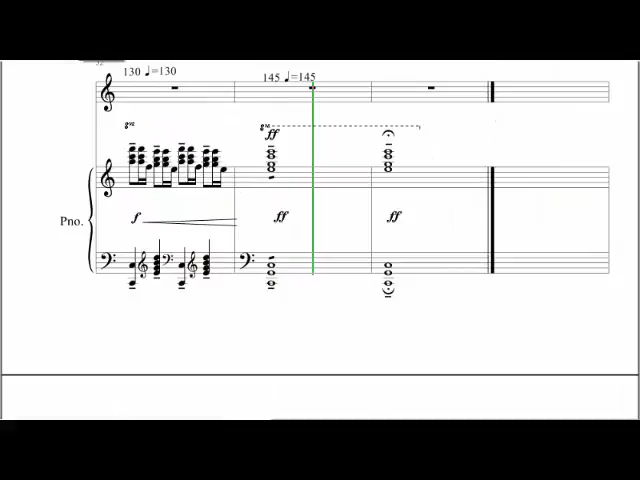 130 ♩=130
145 ♩=145
8va
8va
ff
Pno.
f
ff
ff